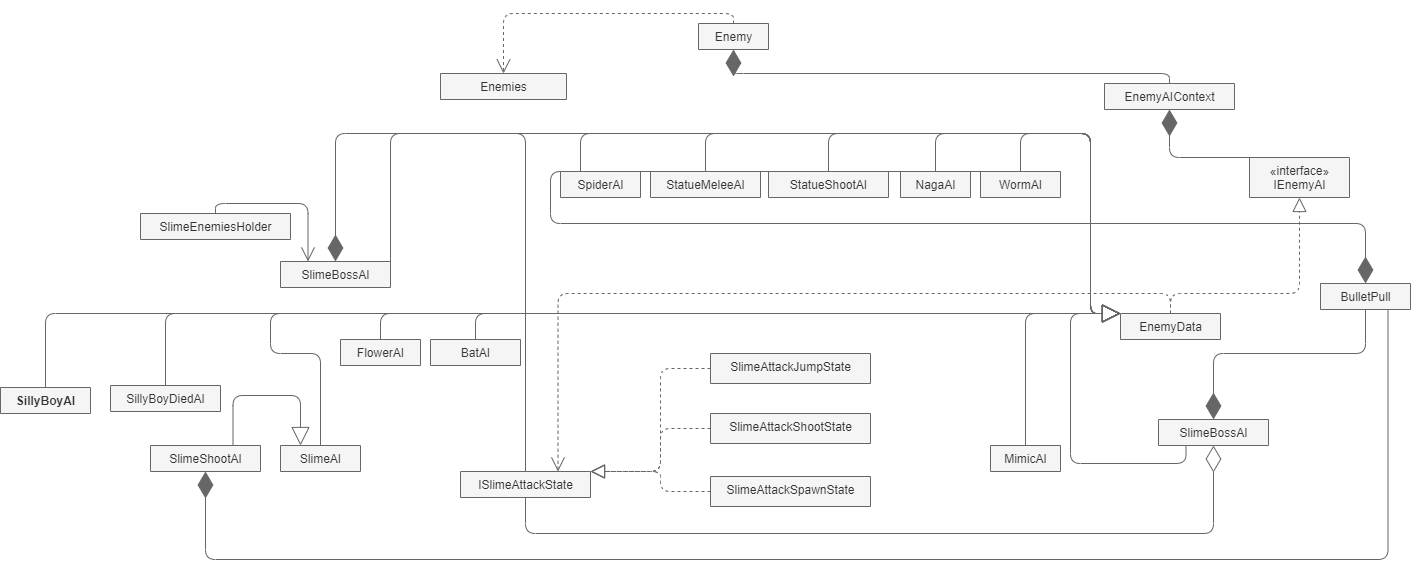 Enemy
Enemies
EnemyAIContext
«interface»
IEnemyAI
SpiderAI
StatueMeleeAI
StatueShootAI
NagaAI
WormAI
SlimeEnemiesHolder
SlimeBossAI
BulletPull
EnemyData
FlowerAI
BatAI
SlimeAttackJumpState
SillyBoyAI
SillyBoyDiedAI
SlimeAttackShootState
SlimeBossAI
SlimeShootAI
SlimeAI
MimicAI
ISlimeAttackState
SlimeAttackSpawnState